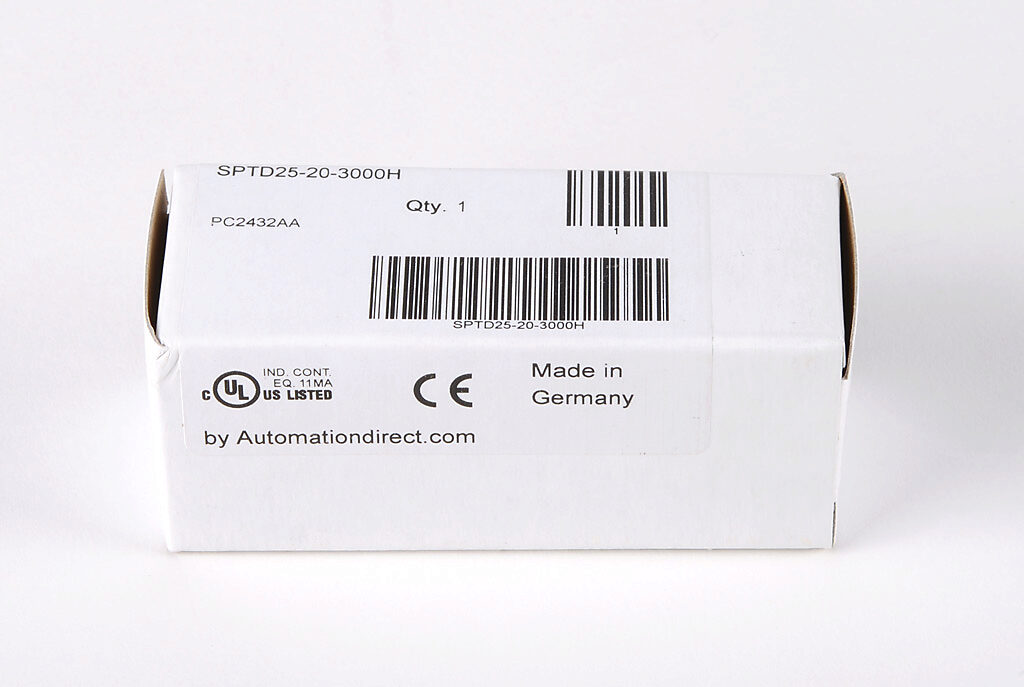 SPTD25-20-3000H
Qty. 1
PC2432AA
1
SPTD25-20-3000H
IND. CONT.
EQ. 11MA
C UL US LISTED
CE
Made in
Germany
by Automationdirect.com